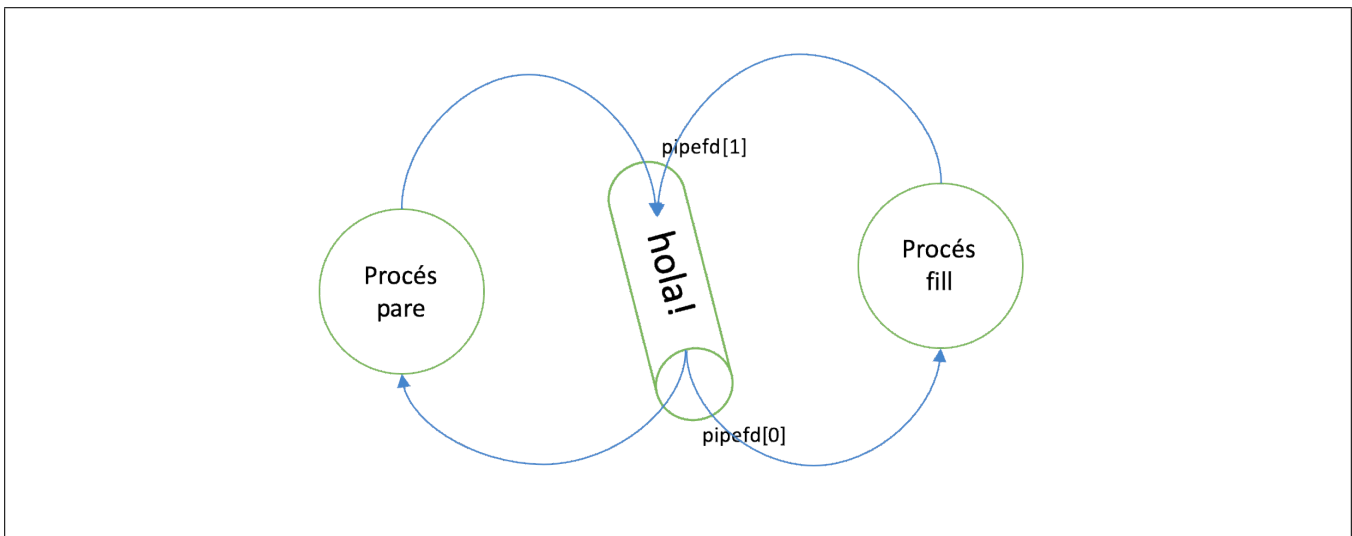 pipefd[1]
Procés
pare
hola!
Procés
fill
pipefd[0]